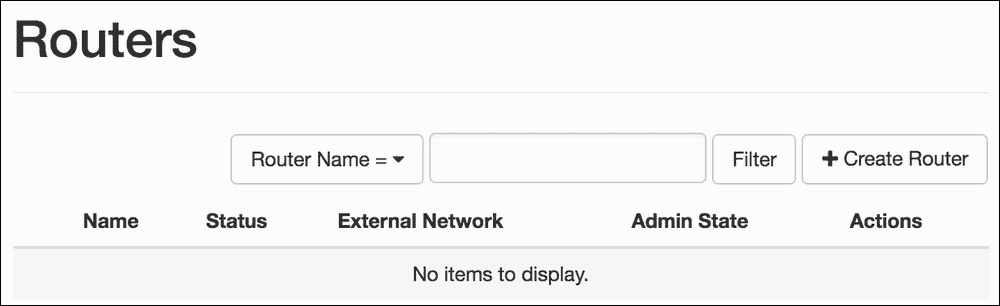 Routers
Router Name = Filter + Create Router
Name Status External Network Admin State Actions
No items to display.